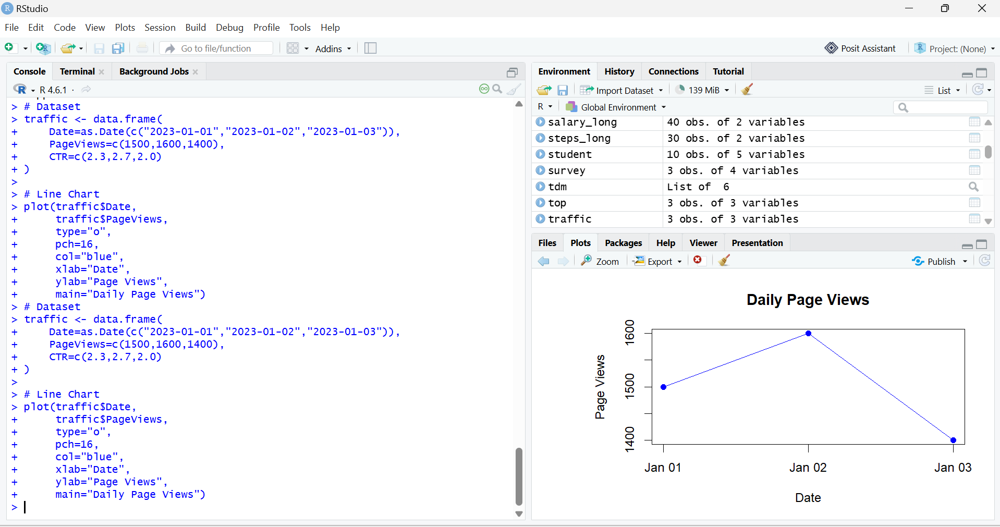 RStudio
File Edit Code View Plots Session Build Debug Profile Tools Help
Go to file/function Addins Posit Assistant Project: (None)
Console Terminal Background Jobs
R 4.6.1 ·
> # Dataset
> traffic <- data.frame(
+     Date=as.Date(c("2023-01-01","2023-01-02","2023-01-03")),
+     PageViews=c(1500,1600,1400),
+     CTR=c(2.3,2.7,2.0)
+ )
>
> # Line Chart
> plot(traffic$Date,
+      traffic$PageViews,
+      type="o",
+      pch=16,
+      col="blue",
+      xlab="Date",
+      ylab="Page Views",
+      main="Daily Page Views")
> # Dataset
> traffic <- data.frame(
+     Date=as.Date(c("2023-01-01","2023-01-02","2023-01-03")),
+     PageViews=c(1500,1600,1400),
+     CTR=c(2.3,2.7,2.0)
+ )
>
> # Line Chart
> plot(traffic$Date,
+      traffic$PageViews,
+      type="o",
+      pch=16,
+      col="blue",
+      xlab="Date",
+      ylab="Page Views",
+      main="Daily Page Views")
>
Environment History Connections Tutorial
Import Dataset 139 MiB List
R Global Environment
salary_long 40 obs. of 2 variables
steps_long 30 obs. of 2 variables
student 10 obs. of 5 variables
survey 3 obs. of 4 variables
tdm List of 6
top 3 obs. of 3 variables
traffic 3 obs. of 3 variables
Files Plots Packages Help Viewer Presentation
Zoom Export Publish
Daily Page Views
Page Views
1600
1500
1400
Jan 01 Jan 02 Jan 03
Date